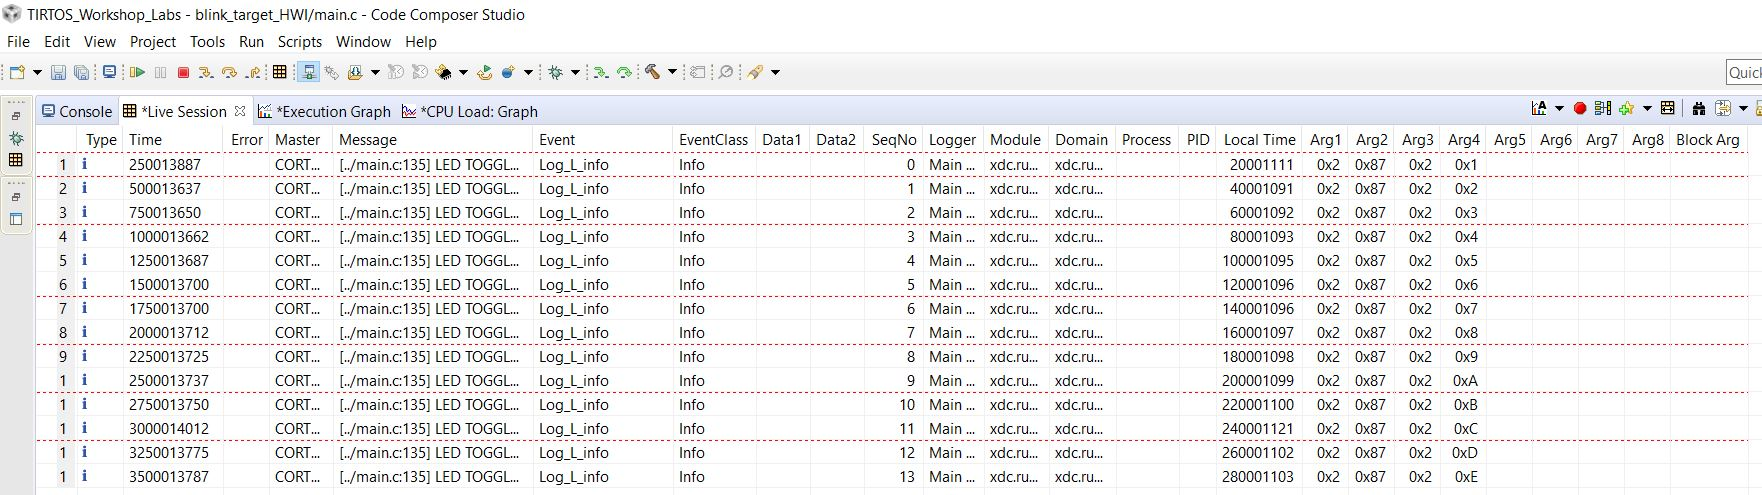 TIRTOS_Workshop_Labs - blink_target_HWI/main.c - Code Composer Studio
File Edit View Project Tools Run Scripts Window Help
Quick
Console *Live Session *Execution Graph *CPU Load: Graph
Type Time Error Master Message Event EventClass Data1 Data2 SeqNo Logger Module Domain Process PID Local Time Arg1 Arg2 Arg3 Arg4 Arg5 Arg6 Arg7 Arg8 Block Arg
1 i 250013887 CORT... [../main.c:135] LED TOGGL... Log_L_info Info 0 Main ... xdc.ru... xdc.ru... 20001111 0x2 0x87 0x2 0x1
2 i 500013637 CORT... [../main.c:135] LED TOGGL... Log_L_info Info 1 Main ... xdc.ru... xdc.ru... 40001091 0x2 0x87 0x2 0x2
3 i 750013650 CORT... [../main.c:135] LED TOGGL... Log_L_info Info 2 Main ... xdc.ru... xdc.ru... 60001092 0x2 0x87 0x2 0x3
4 i 1000013662 CORT... [../main.c:135] LED TOGGL... Log_L_info Info 3 Main ... xdc.ru... xdc.ru... 80001093 0x2 0x87 0x2 0x4
5 i 1250013687 CORT... [../main.c:135] LED TOGGL... Log_L_info Info 4 Main ... xdc.ru... xdc.ru... 100001095 0x2 0x87 0x2 0x5
6 i 1500013700 CORT... [../main.c:135] LED TOGGL... Log_L_info Info 5 Main ... xdc.ru... xdc.ru... 120001096 0x2 0x87 0x2 0x6
7 i 1750013700 CORT... [../main.c:135] LED TOGGL... Log_L_info Info 6 Main ... xdc.ru... xdc.ru... 140001096 0x2 0x87 0x2 0x7
8 i 2000013712 CORT... [../main.c:135] LED TOGGL... Log_L_info Info 7 Main ... xdc.ru... xdc.ru... 160001097 0x2 0x87 0x2 0x8
9 i 2250013725 CORT... [../main.c:135] LED TOGGL... Log_L_info Info 8 Main ... xdc.ru... xdc.ru... 180001098 0x2 0x87 0x2 0x9
1 i 2500013737 CORT... [../main.c:135] LED TOGGL... Log_L_info Info 9 Main ... xdc.ru... xdc.ru... 200001099 0x2 0x87 0x2 0xA
1 i 2750013750 CORT... [../main.c:135] LED TOGGL... Log_L_info Info 10 Main ... xdc.ru... xdc.ru... 220001100 0x2 0x87 0x2 0xB
1 i 3000014012 CORT... [../main.c:135] LED TOGGL... Log_L_info Info 11 Main ... xdc.ru... xdc.ru... 240001121 0x2 0x87 0x2 0xC
1 i 3250013775 CORT... [../main.c:135] LED TOGGL... Log_L_info Info 12 Main ... xdc.ru... xdc.ru... 260001102 0x2 0x87 0x2 0xD
1 i 3500013787 CORT... [../main.c:135] LED TOGGL... Log_L_info Info 13 Main ... xdc.ru... xdc.ru... 280001103 0x2 0x87 0x2 0xE